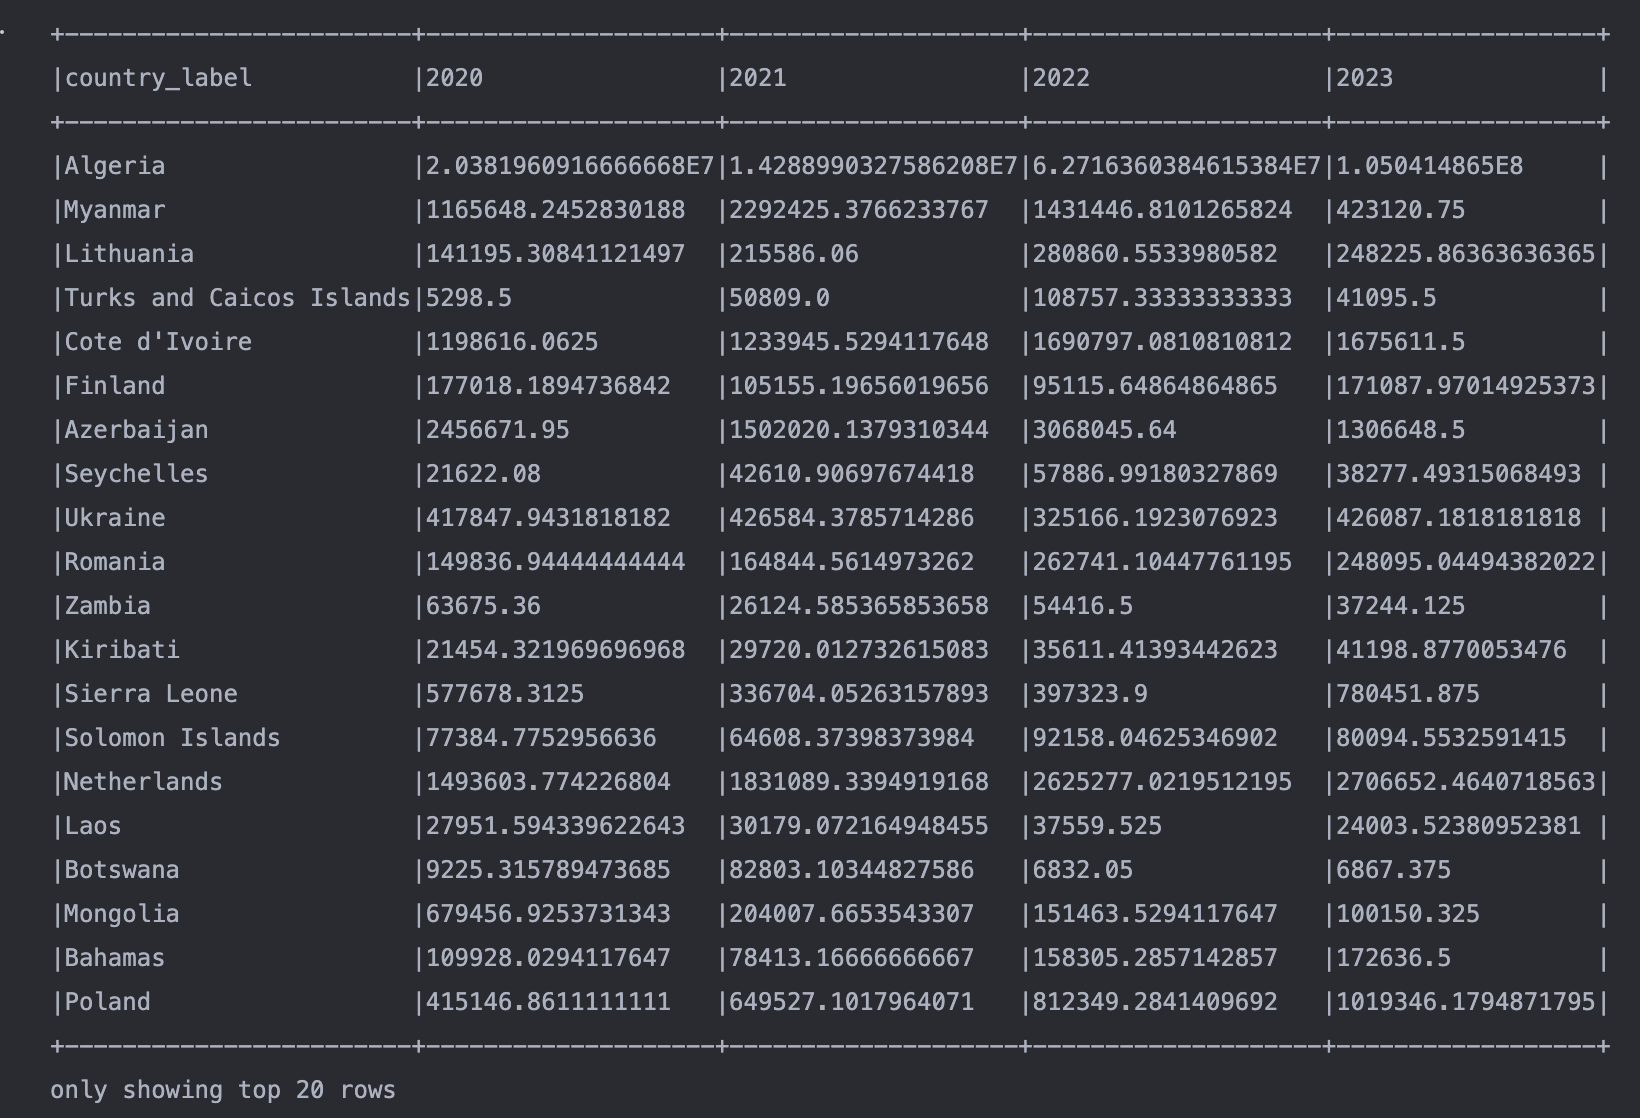 +------------------------+--------------------+--------------------+--------------------+------------------+
|country_label           |2020                |2021                |2022                |2023              |
+------------------------+--------------------+--------------------+--------------------+------------------+
|Algeria                 |2.0381960916666668E7|1.4288990327586208E7|6.2716360384615384E7|1.050414865E8     |
|Myanmar                 |1165648.2452830188  |2292425.3766233767  |1431446.8101265824  |423120.75         |
|Lithuania               |141195.30841121497  |215586.06           |280860.5533980582   |248225.86363636365|
|Turks and Caicos Islands|5298.5              |50809.0             |108757.33333333333  |41095.5           |
|Cote d'Ivoire           |1198616.0625        |1233945.5294117648  |1690797.0810810812  |1675611.5         |
|Finland                 |177018.1894736842   |105155.19656019656  |95115.64864864865   |171087.97014925373|
|Azerbaijan              |2456671.95          |1502020.1379310344  |3068045.64          |1306648.5         |
|Seychelles              |21622.08            |42610.90697674418   |57886.99180327869   |38277.49315068493 |
|Ukraine                 |417847.9431818182   |426584.3785714286   |325166.1923076923   |426087.1818181818 |
|Romania                 |149836.94444444444  |164844.5614973262   |262741.10447761195  |248095.04494382022|
|Zambia                  |63675.36            |26124.585365853658  |54416.5             |37244.125         |
|Kiribati                |21454.321969696968  |29720.012732615083  |35611.41393442623   |41198.8770053476  |
|Sierra Leone            |577678.3125         |336704.05263157893  |397323.9            |780451.875        |
|Solomon Islands         |77384.7752956636    |64608.37398373984   |92158.04625346902   |80094.5532591415  |
|Netherlands             |1493603.774226804   |1831089.3394919168  |2625277.0219512195  |2706652.4640718563|
|Laos                    |27951.594339622643  |30179.072164948455  |37559.525           |24003.52380952381 |
|Botswana                |9225.315789473685   |82803.10344827586   |6832.05             |6867.375          |
|Mongolia                |679456.9253731343   |204007.6653543307   |151463.5294117647   |100150.325        |
|Bahamas                 |109928.0294117647   |78413.16666666667   |158305.2857142857   |172636.5          |
|Poland                  |415146.8611111111   |649527.1017964071   |812349.2841409692   |1019346.1794871795|
+------------------------+--------------------+--------------------+--------------------+------------------+
only showing top 20 rows